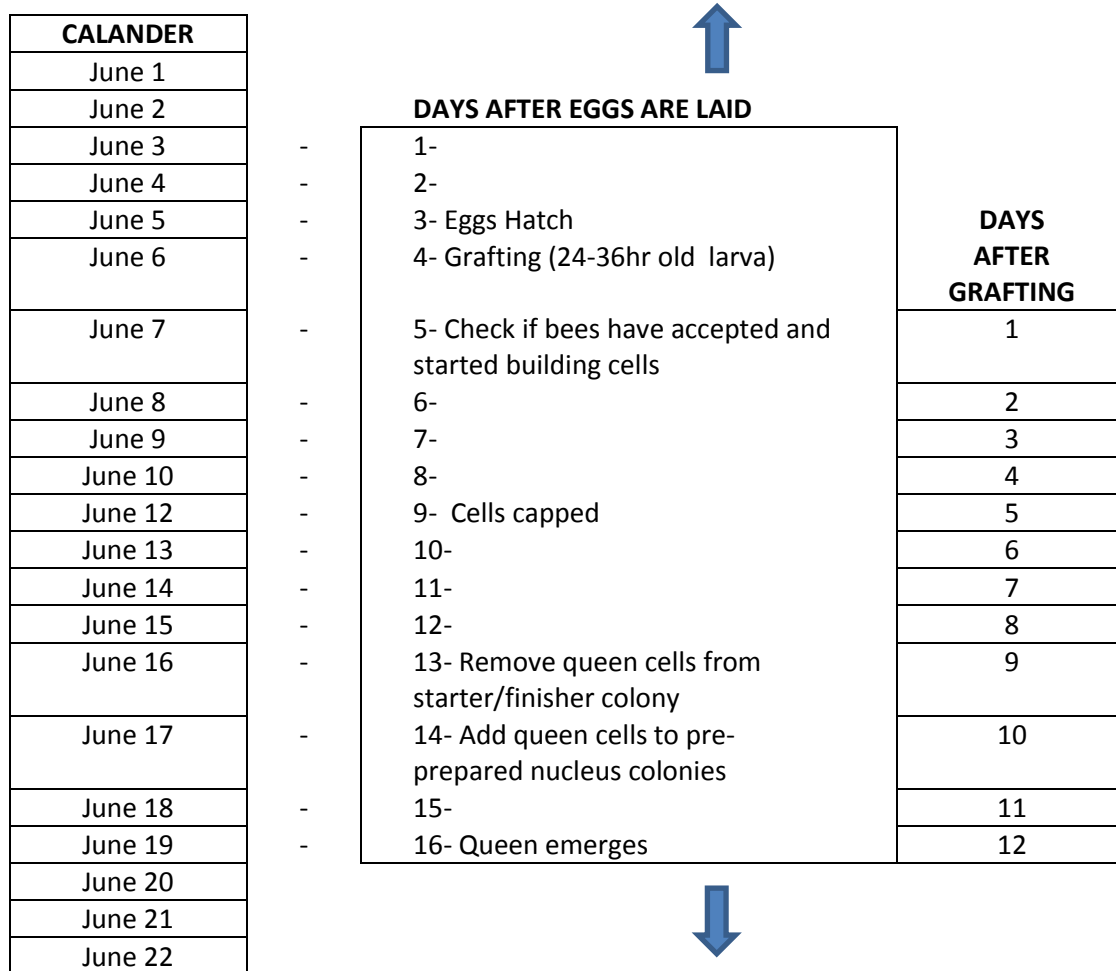 CALANDER
June 1
June 2 DAYS AFTER EGGS ARE LAID
June 3 - 1-
June 4 - 2-
June 5 - 3- Eggs Hatch DAYS
June 6 - 4- Grafting (24-36hr old larva) AFTER
GRAFTING
June 7 - 5- Check if bees have accepted and 1
started building cells
June 8 - 6- 2
June 9 - 7- 3
June 10 - 8- 4
June 12 - 9- Cells capped 5
June 13 - 10- 6
June 14 - 11- 7
June 15 - 12- 8
June 16 - 13- Remove queen cells from 9
starter/finisher colony
June 17 - 14- Add queen cells to pre- 10
prepared nucleus colonies
June 18 - 15- 11
June 19 - 16- Queen emerges 12
June 20
June 21
June 22